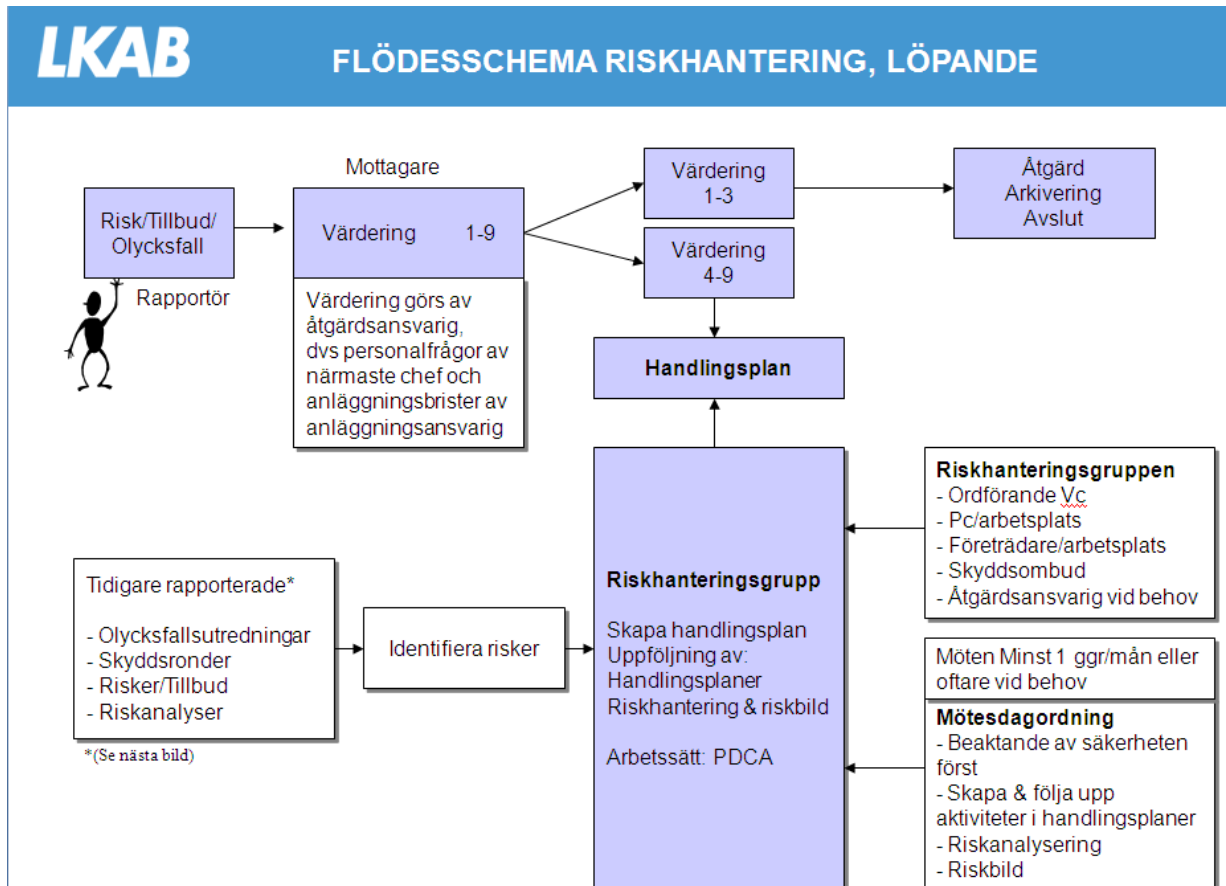 LKAB
FLÖDESSCHEMA RISKHANTERING, LÖPANDE
Risk/Tillbud/
Olycksfall
Rapportör
Mottagare
Värdering 1-9
Värdering görs av
åtgärdsansvarig,
dvs personalfrågor av
närmaste chef och
anläggningsbrister av
anläggningsansvarig
Värdering
1-3
Värdering
4-9
Åtgärd
Arkivering
Avslut
Handlingsplan
Tidigare rapporterade*
- Olycksfallsutredningar
- Skyddsronder
- Risker/Tillbud
- Riskanalyser
*(Se nästa bild)
Identifiera risker
Riskhanteringsgrupp
Skapa handlingsplan
Uppföljning av:
Handlingsplaner
Riskhantering & riskbild
Arbetssätt: PDCA
Riskhanteringsgruppen
- Ordförande Vc
- Pc/arbetsplats
- Företrädare/arbetsplats
- Skyddsombud
- Åtgärdsansvarig vid behov
Möten Minst 1 ggr/mån eller
oftare vid behov
Mötesdagordning
- Beaktande av säkerheten
först
- Skapa & följa upp
aktiviteter i handlingsplaner
- Riskanalysering
- Riskbild